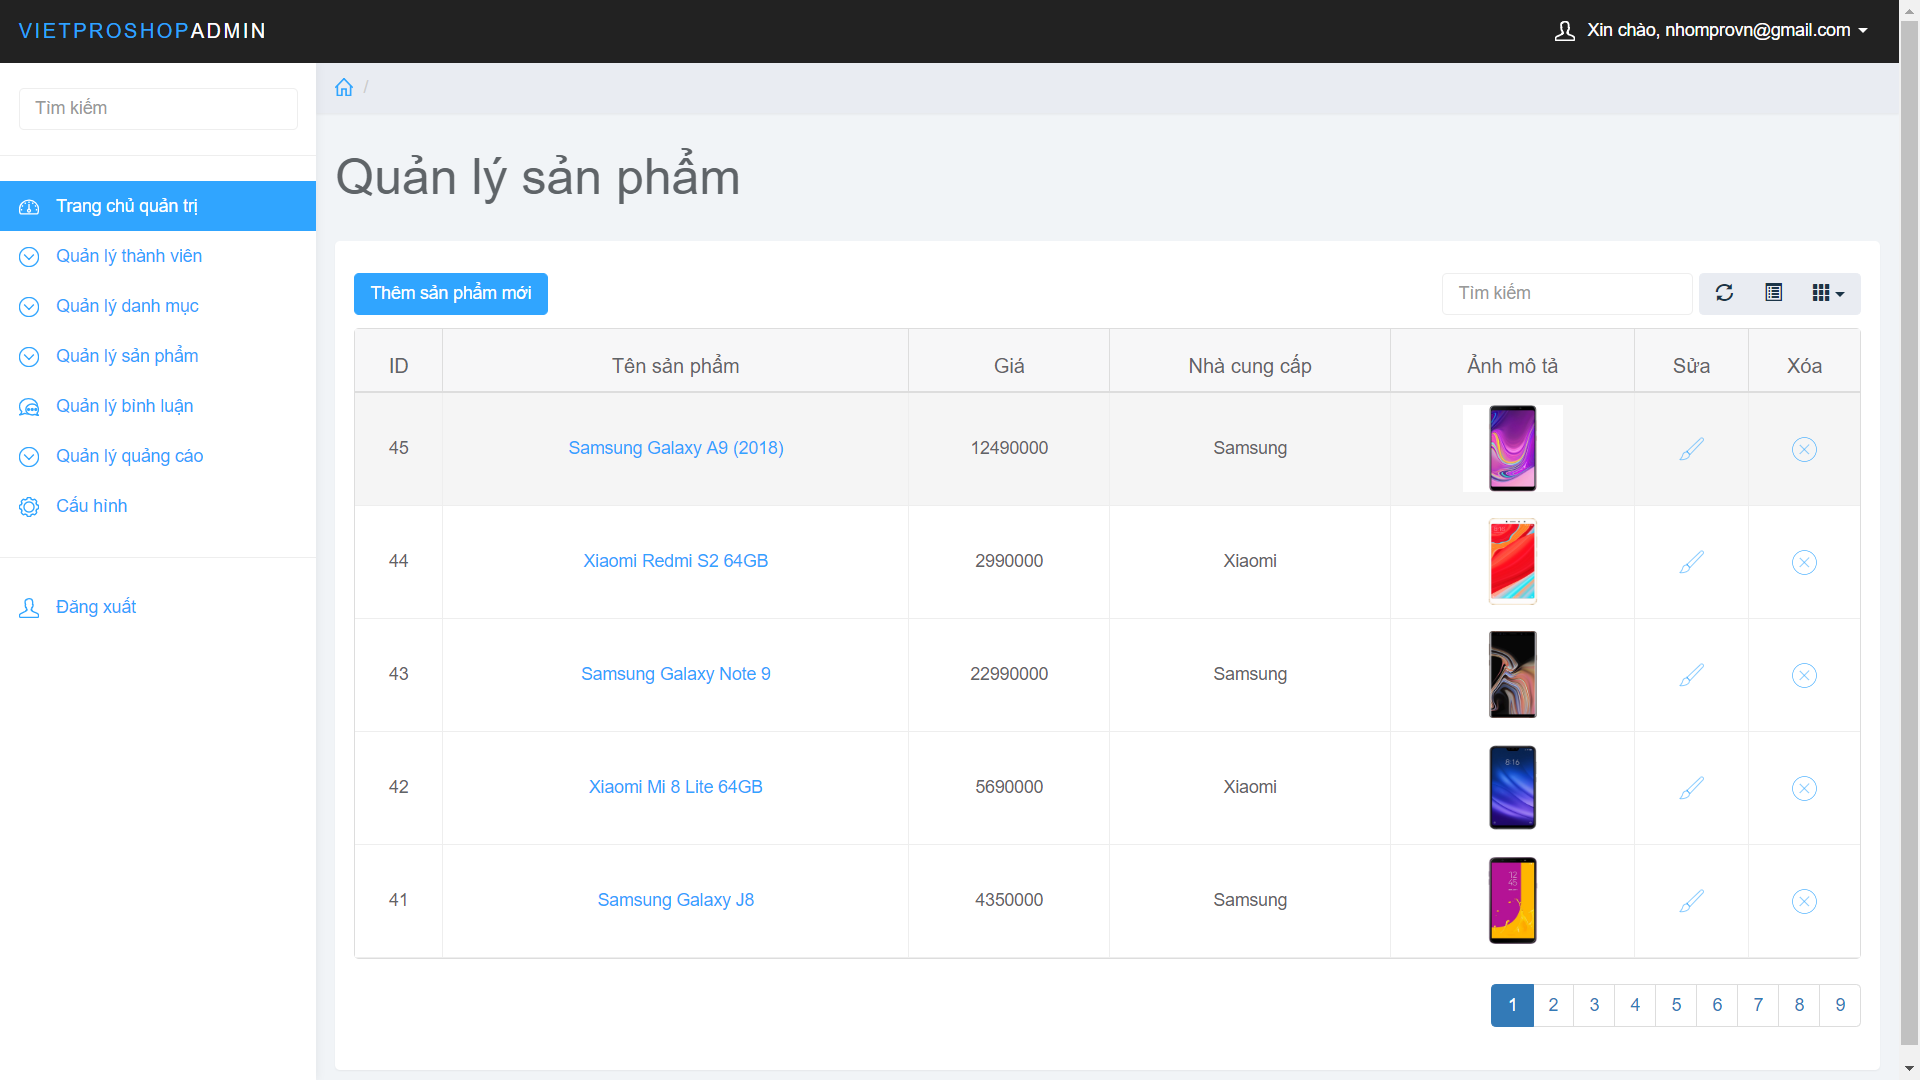 VIETPROSHOPADMIN
Xin chào, nhomprovn@gmail.com
Tìm kiếm
Trang chủ quản trị
Quản lý thành viên
Quản lý danh mục
Quản lý sản phẩm
Quản lý bình luận
Quản lý quảng cáo
Cấu hình
Đăng xuất
/
Quản lý sản phẩm
Thêm sản phẩm mới
Tìm kiếm
ID Tên sản phẩm Giá Nhà cung cấp Ảnh mô tả Sửa Xóa
45 Samsung Galaxy A9 (2018) 12490000 Samsung
44 Xiaomi Redmi S2 64GB 2990000 Xiaomi
43 Samsung Galaxy Note 9 22990000 Samsung
42 Xiaomi Mi 8 Lite 64GB 5690000 Xiaomi
8:16
41 Samsung Galaxy J8 4350000 Samsung
1 2 3 4 5 6 7 8 9